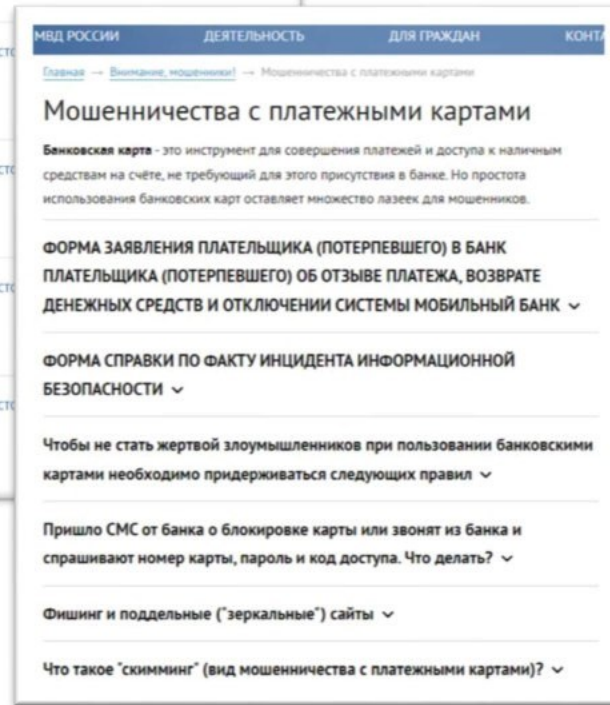 МВД РОССИИ ДЕЯТЕЛЬНОСТЬ ДЛЯ ГРАЖДАН
Главная → Внимание, мошенники! → Мошенничества с платежными картами
Мошенничества с платежными картами
Банковская карта - это инструмент для совершения платежей и доступа к наличным
средствам на счёте, не требующий для этого присутствия в банке. Но простота
использования банковских карт оставляет множество лазеек для мошенников.
ФОРМА ЗАЯВЛЕНИЯ ПЛАТЕЛЬЩИКА (ПОТЕРПЕВШЕГО) В БАНК
ПЛАТЕЛЬЩИКА (ПОТЕРПЕВШЕГО) ОБ ОТЗЫВЕ ПЛАТЕЖА, ВОЗВРАТЕ
ДЕНЕЖНЫХ СРЕДСТВ И ОТКЛЮЧЕНИИ СИСТЕМЫ МОБИЛЬНЫЙ БАНК
ФОРМА СПРАВКИ ПО ФАКТУ ИНЦИДЕНТА ИНФОРМАЦИОННОЙ
БЕЗОПАСНОСТИ
Чтобы не стать жертвой злоумышленников при пользовании банковскими
картами необходимо придерживаться следующих правил
Пришло СМС от банка о блокировке карты или звонят из банка и
спрашивают номер карты, пароль и код доступа. Что делать?
Фишинг и поддельные ("зеркальные") сайты
Что такое "скимминг" (вид мошенничества с платежными картами)?